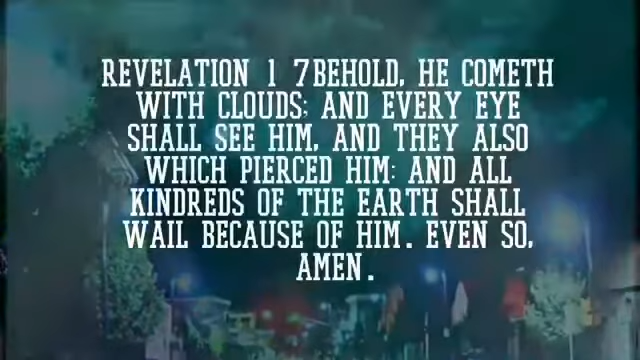 REVELATION 1 7BEHOLD, HE COMETH
WITH CLOUDS; AND EVERY EYE
SHALL SEE HIM, AND THEY ALSO
WHICH PIERCED HIM: AND ALL
KINDREDS OF THE EARTH SHALL
WAIL BECAUSE OF HIM. EVEN SO,
AMEN.